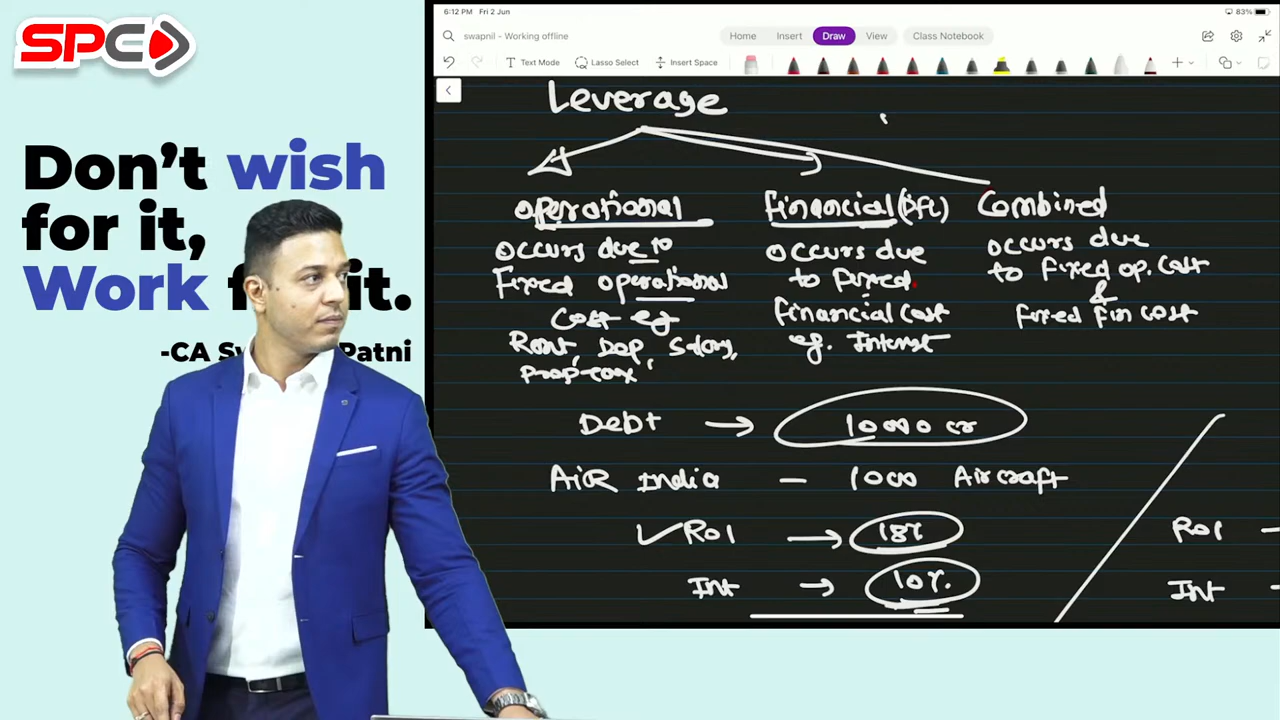 SPC
Don't wish
for it,
Work f it.
-CA Sw Patni
6:12 PM Fri 2 Jun
83%
swapnil - Working offline
Home Insert Draw View Class Notebook
Text Mode Lasso Select Insert Space
Leverage
Operational Financial (DFL) Combined
Occurs due to
Fixed operational
Cost eg
Rent, Dep, Salary,
Prop tax,
Occurs due
to fixed
financial cost
eg. Interest
Occurs due
to fixed op. cost
&
fixed fin cost
Debt → 10000 cr
AIR India - 1000 Aircraft
ROI → 18%
Int → 10%.
ROI
Int